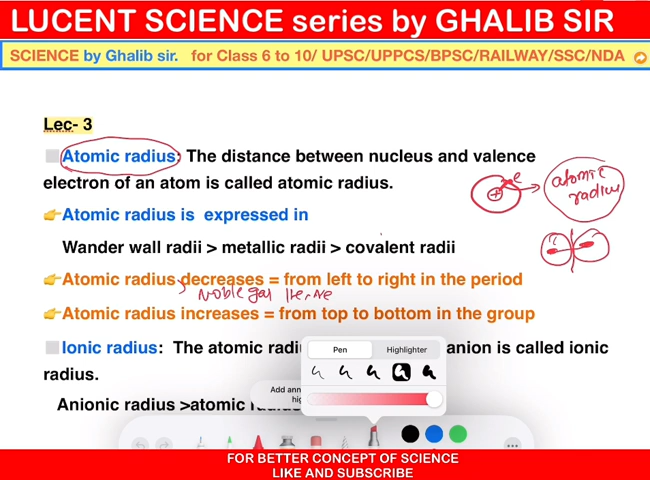 LUCENT SCIENCE series by GHALIB SIR
SCIENCE by Ghalib sir. for Class 6 to 10/ UPSC/UPPCS/BPSC/RAILWAY/SSC/NDA
Lec- 3
Atomic radius: The distance between nucleus and valence
electron of an atom is called atomic radius.
e
atomic
radius
👉Atomic radius is expressed in
Wander wall radii > metallic radii > covalent radii
👉Atomic radius decreases = from left to right in the period
Noble gas He Ne
👉Atomic radius increases = from top to bottom in the group
Ionic radius: The atomic radi anion is called ionic
radius.
Pen Highlighter
Add ann
Anionic radius >atomic
FOR BETTER CONCEPT OF SCIENCE
LIKE AND SUBSCRIBE